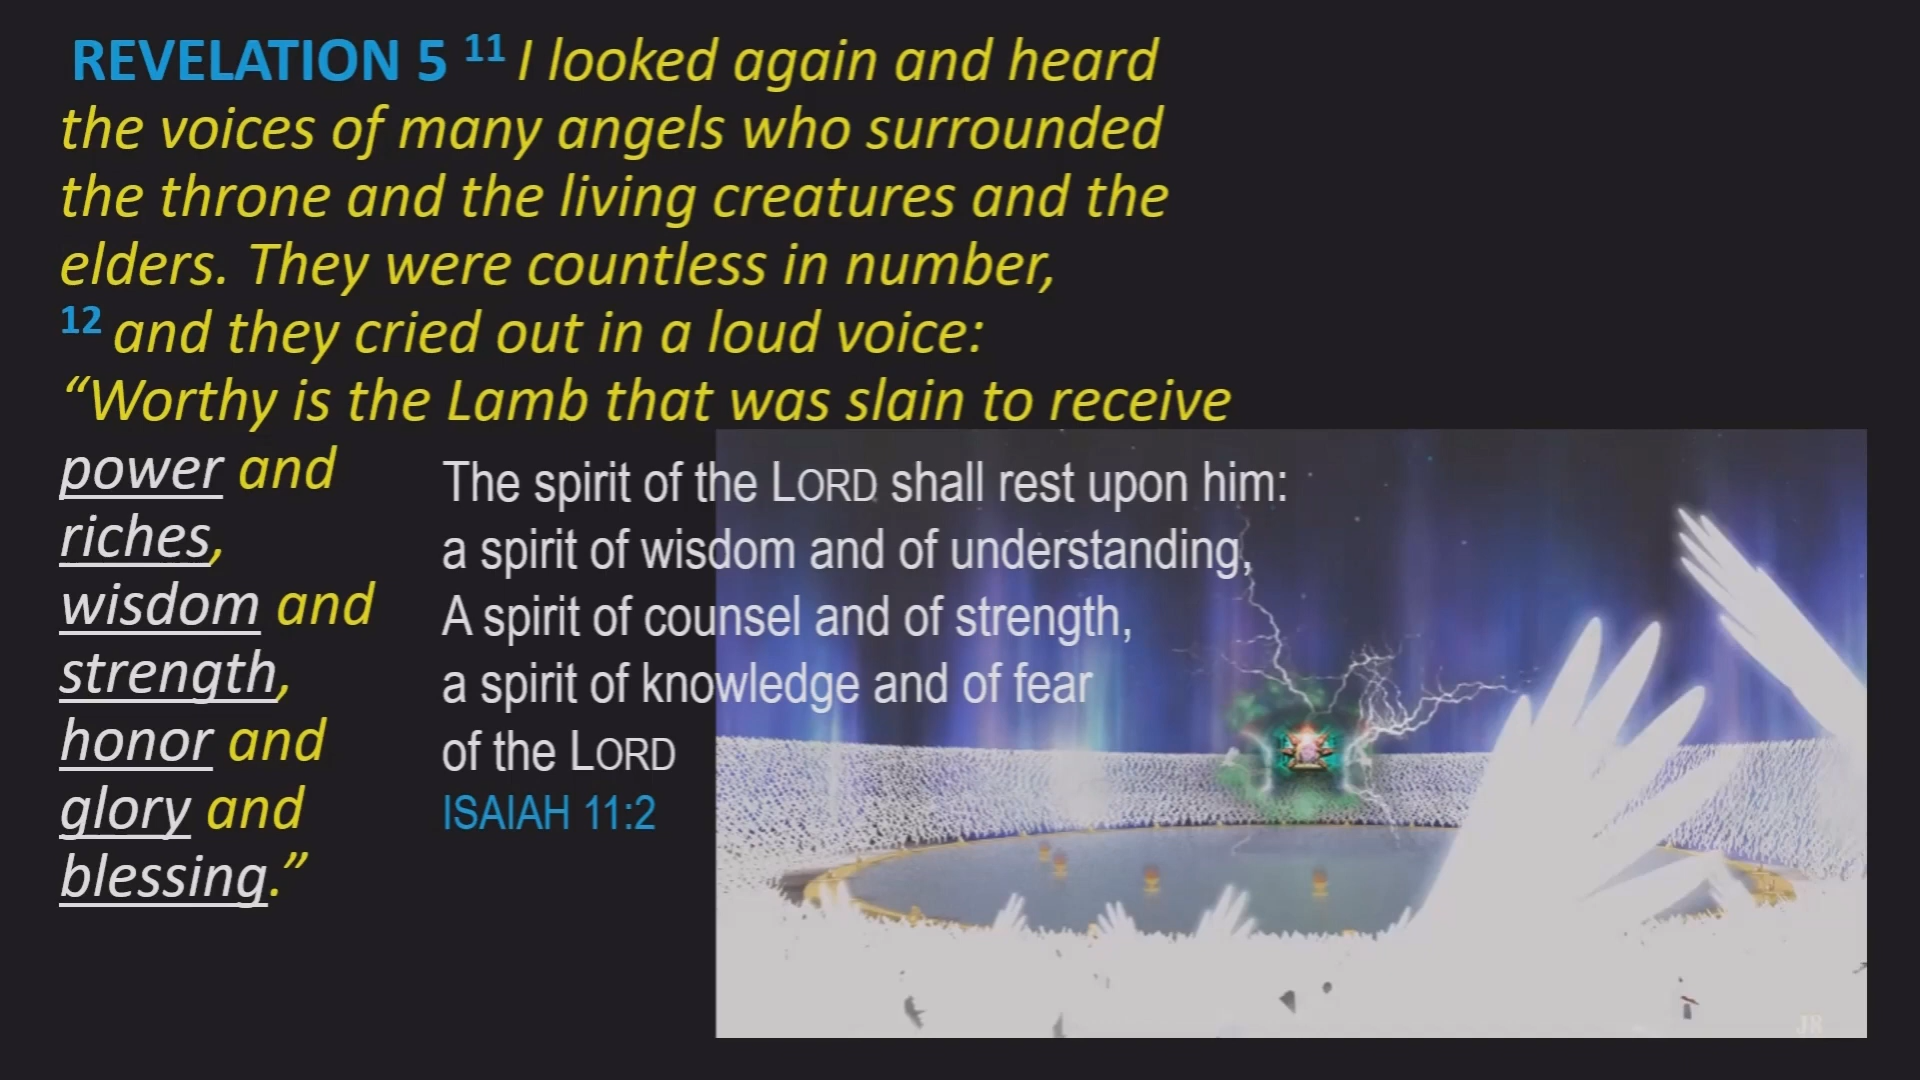 REVELATION 5 11 I looked again and heard
the voices of many angels who surrounded
the throne and the living creatures and the
elders. They were countless in number,
12 and they cried out in a loud voice:
“Worthy is the Lamb that was slain to receive
power and
riches,
wisdom and
strength,
honor and
glory and
blessing.”
The spirit of the LORD shall rest upon him:
a spirit of wisdom and of understanding,
A spirit of counsel and of strength,
a spirit of knowledge and of fear
of the LORD
ISAIAH 11:2
JR